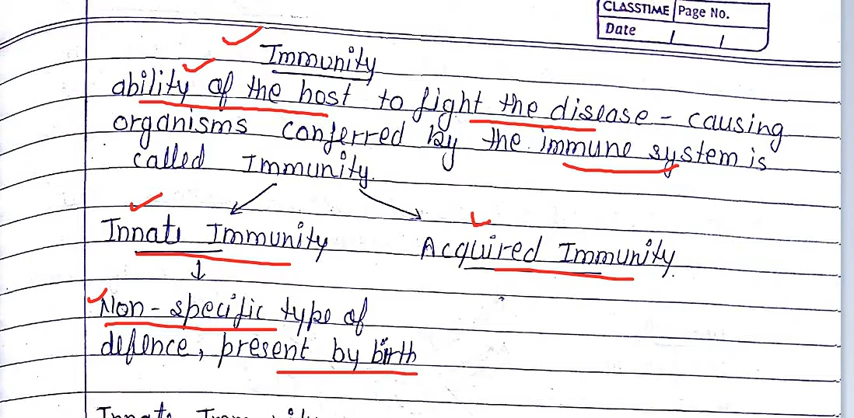 CLASSTIME Page No.
Date / /
Immunity
ability of the host to fight the disease - causing
organisms conferred by the immune system is
called Immunity.
Innate Immunity Acquired Immunity.
Non - specific type of
defence, present by birth